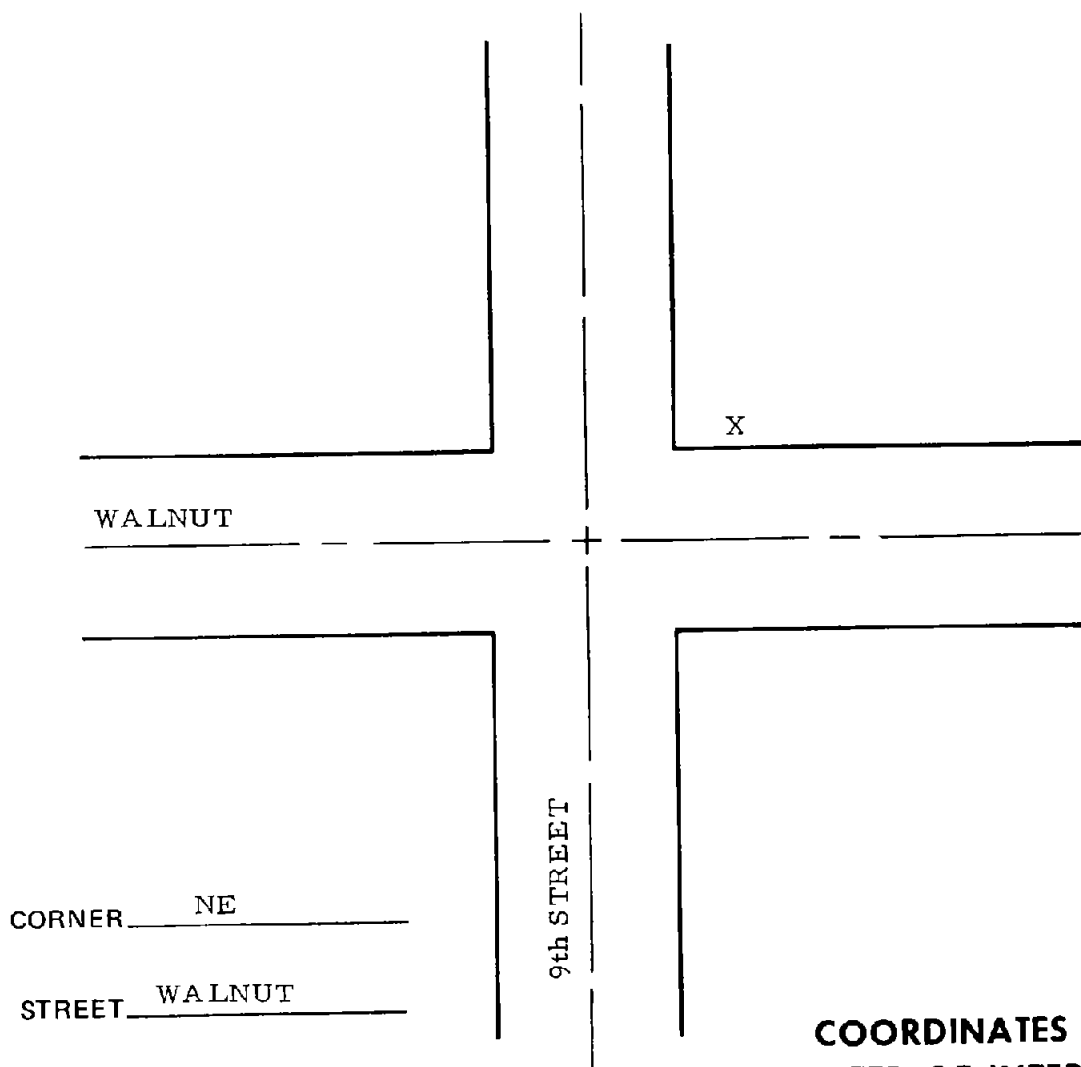 X
WALNUT
9th STREET
CORNER NE
STREET WALNUT
COORDINATES